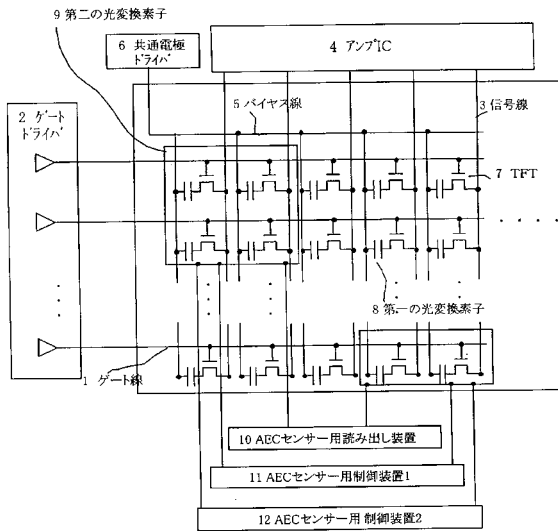 9 第二の光変換素子
6 共通電極
ドライバ
4 アンプIC
5 バイヤス線
3 信号線
2 ゲート
ドライバ
7 TFT
8 第一の光変換素子
1 ゲート線
10 AECセンサー用読み出し装置
11 AECセンサー用制御装置1
12 AECセンサー用 制御装置2